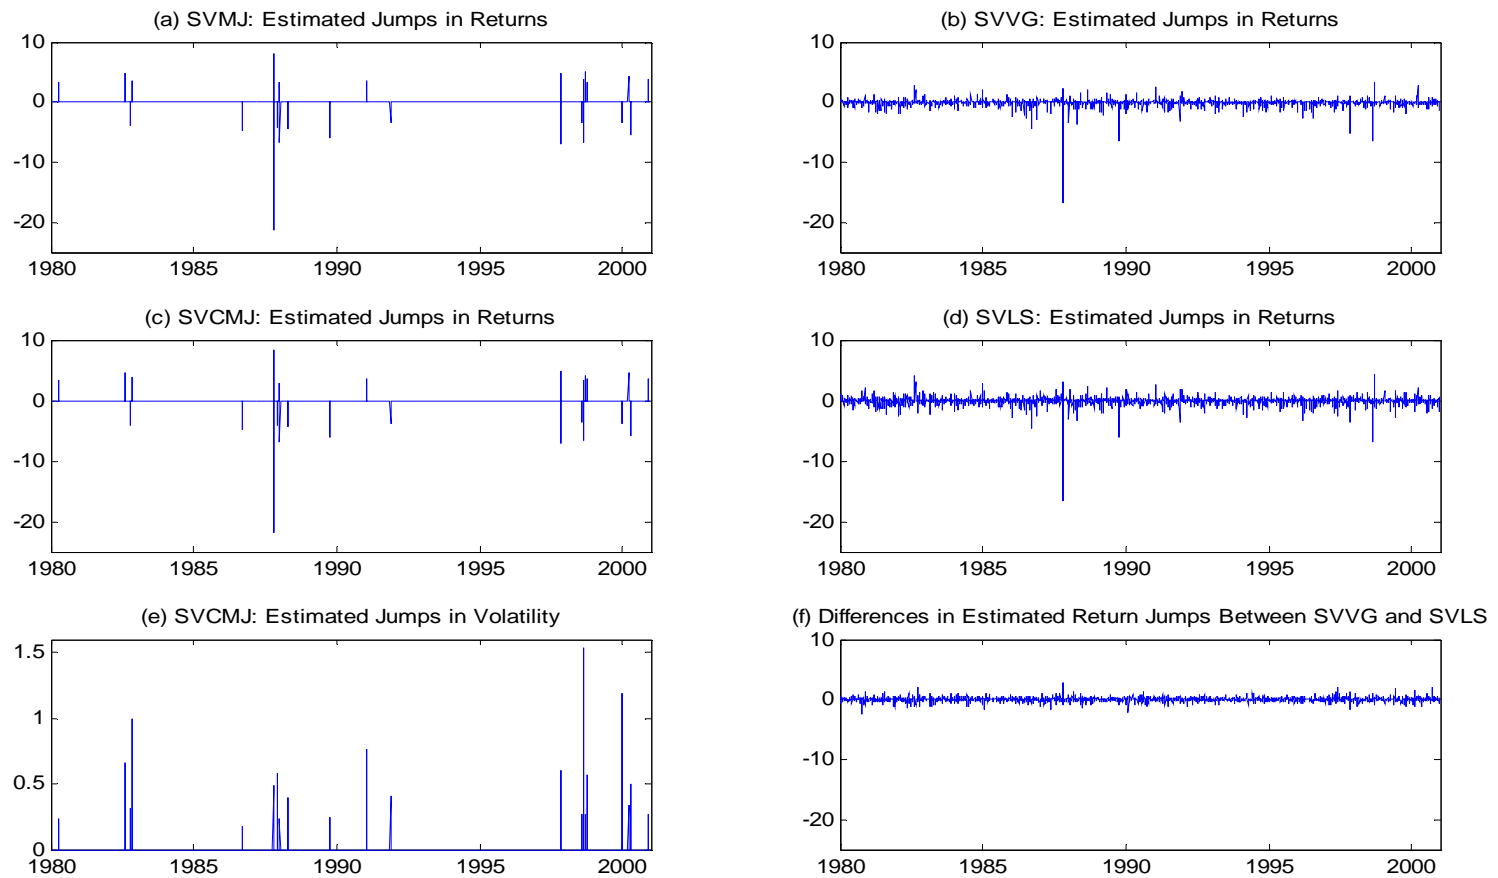 (a) SVMJ: Estimated Jumps in Returns
10
0
-10
-20
1980 1985 1990 1995 2000
(b) SVVG: Estimated Jumps in Returns
10
0
-10
-20
1980 1985 1990 1995 2000
(c) SVCMJ: Estimated Jumps in Returns
10
0
-10
-20
1980 1985 1990 1995 2000
(d) SVLS: Estimated Jumps in Returns
10
0
-10
-20
1980 1985 1990 1995 2000
(e) SVCMJ: Estimated Jumps in Volatility
1.5
1
0.5
0
1980 1985 1990 1995 2000
(f) Differences in Estimated Return Jumps Between SVVG and SVLS
10
0
-10
-20
1980 1985 1990 1995 2000